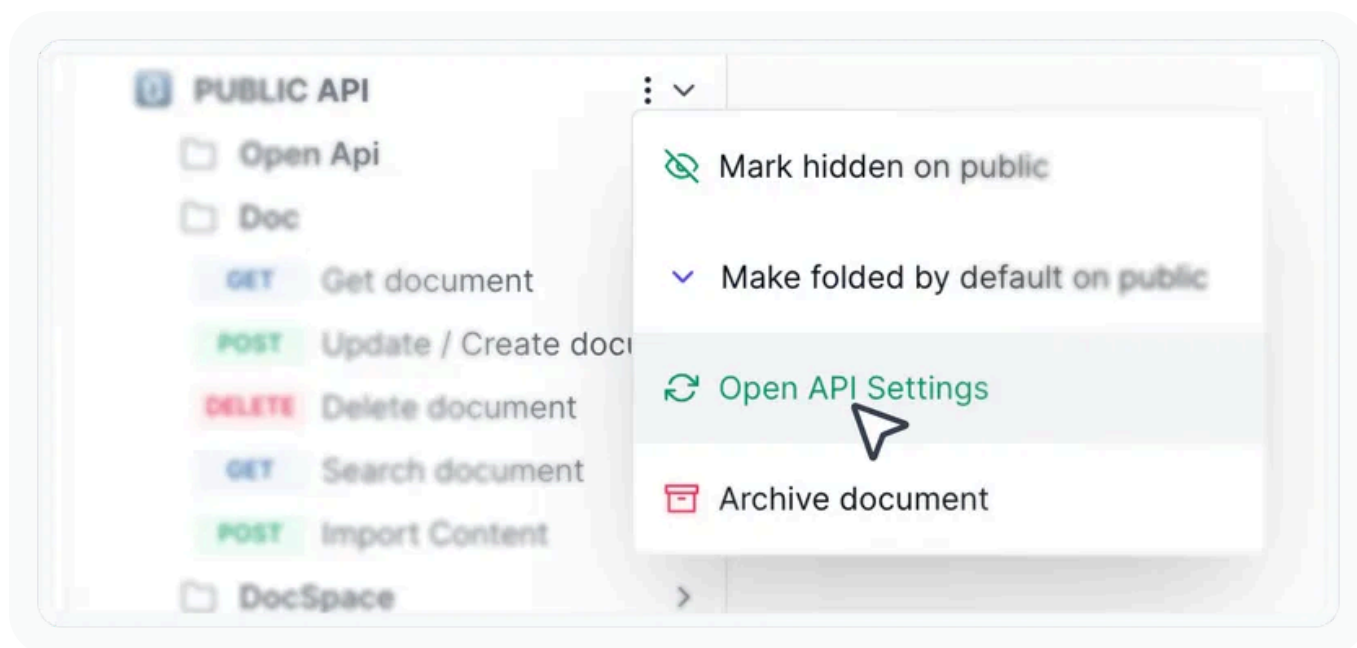 PUBLIC API
Open Api
Doc
GET Get document
POST Update / Create docu
DELETE Delete document
GET Search document
POST Import Content
DocSpace
Mark hidden on public
Make folded by default on public
Open API Settings
Archive document